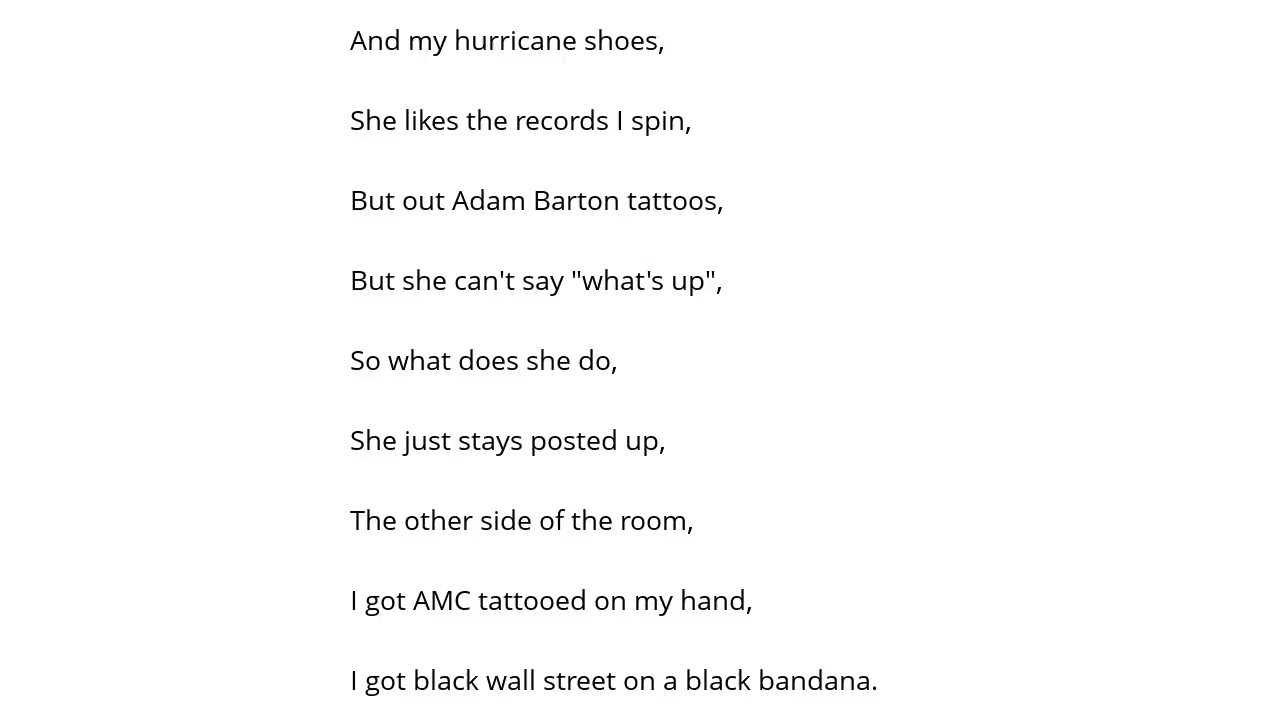 And my hurricane shoes,
She likes the records I spin,
But out Adam Barton tattoos,
But she can't say "what's up",
So what does she do,
She just stays posted up,
The other side of the room,
I got AMC tattooed on my hand,
I got black wall street on a black bandana.